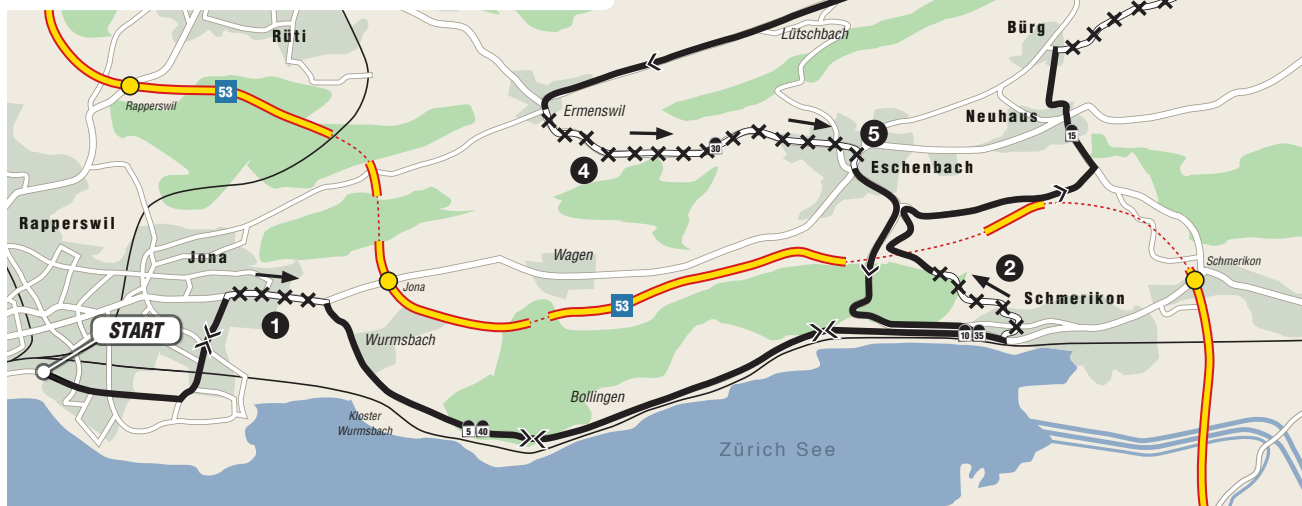 Bürg
Lütschbach
Rüti
53
Rapperswil
Ermenswil
Neuhaus
15
5
30
4
Eschenbach
Rapperswil
Jona
Wagen
2
Schmerikon
Jona
53
Schmerikon
1
START
Wurmsbach
10 35
Bollingen
Kloster
Wurmsbach
5 40
Zürich See